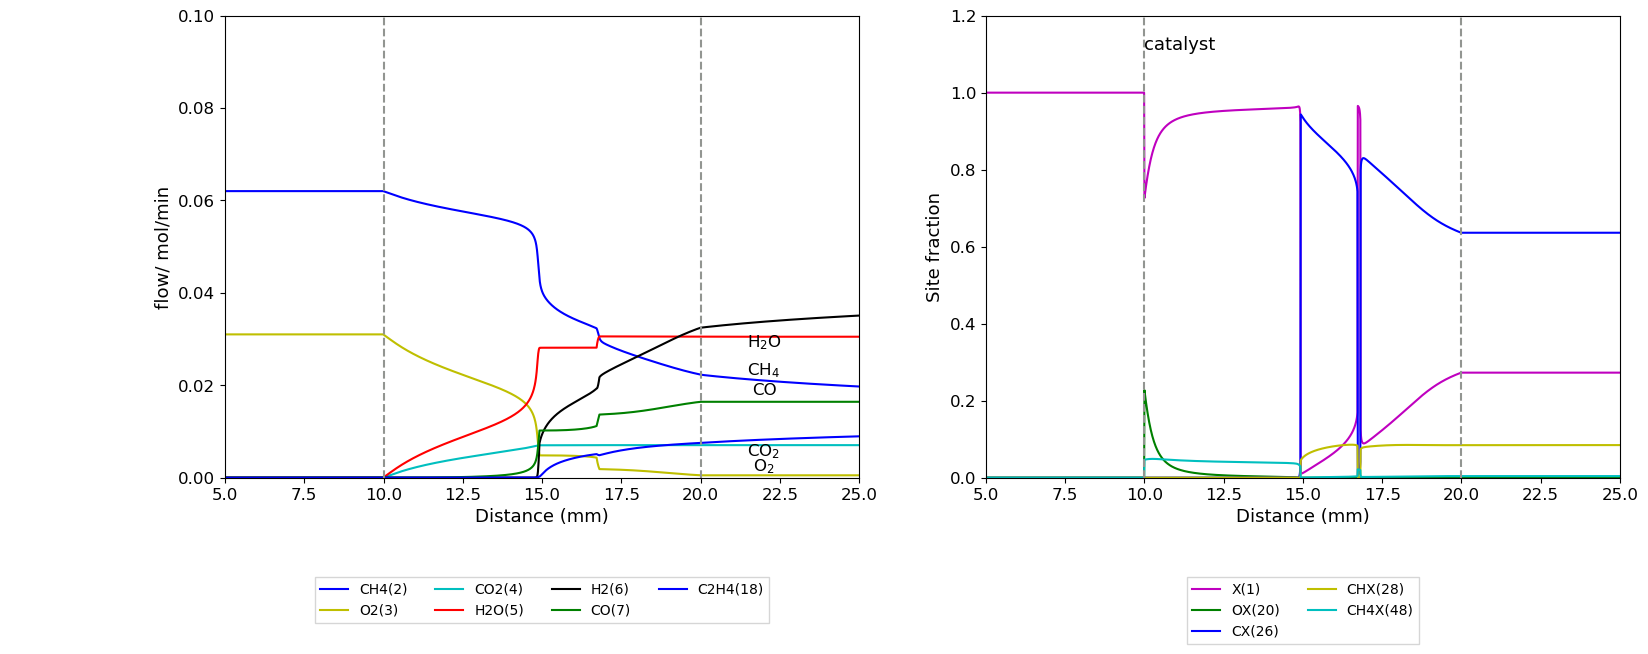 0.10
0.08
0.06
0.04
0.02
0.00
flow/ mol/min
H₂O
CH₄
CO
CO₂
O₂
5.0 7.5 10.0 12.5 15.0 17.5 20.0 22.5 25.0
Distance (mm)
CH4(2) CO2(4) H2(6) C2H4(18)
O2(3) H2O(5) CO(7)
1.2
1.0
0.8
0.6
0.4
0.2
0.0
Site fraction
catalyst
5.0 7.5 10.0 12.5 15.0 17.5 20.0 22.5 25.0
Distance (mm)
X(1) CHX(28)
OX(20) CH4X(48)
CX(26)